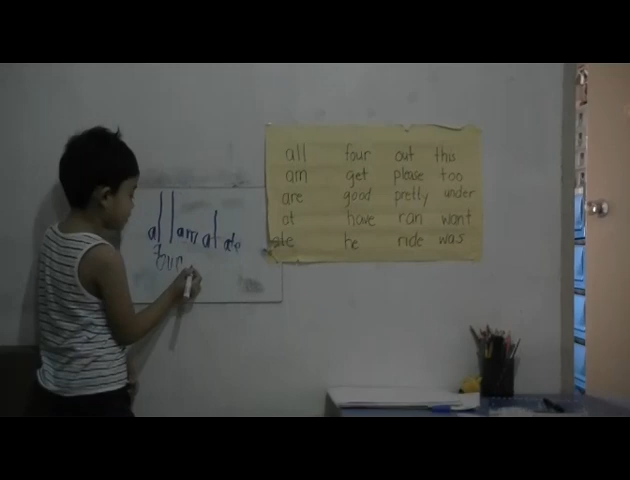 all am at ate
four
all four out this
am get please too
are good pretty under
at have ran want
ate he ride was